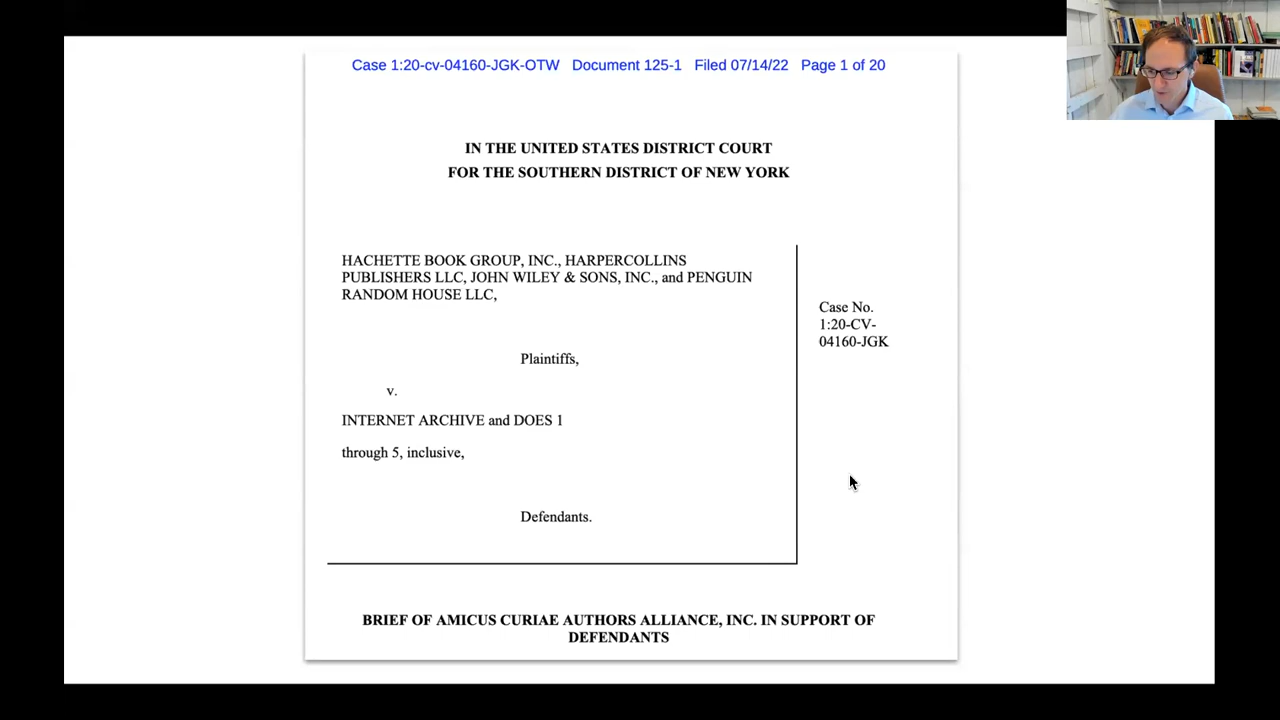 Case 1:20-cv-04160-JGK-OTW Document 125-1 Filed 07/14/22 Page 1 of 20
IN THE UNITED STATES DISTRICT COURT
FOR THE SOUTHERN DISTRICT OF NEW YORK
HACHETTE BOOK GROUP, INC., HARPERCOLLINS
PUBLISHERS LLC, JOHN WILEY & SONS, INC., and PENGUIN
RANDOM HOUSE LLC,
Plaintiffs,
v.
INTERNET ARCHIVE and DOES 1
through 5, inclusive,
Defendants.
Case No.
1:20-CV-
04160-JGK
BRIEF OF AMICUS CURIAE AUTHORS ALLIANCE, INC. IN SUPPORT OF
DEFENDANTS